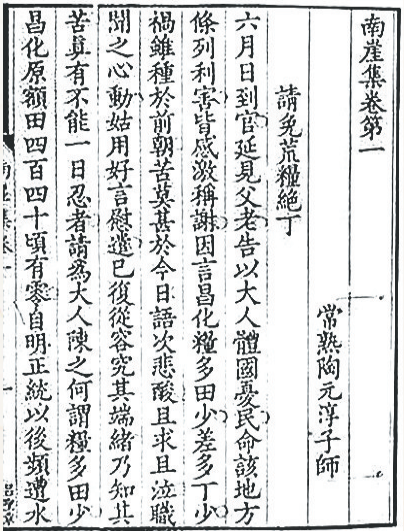 南崖集卷第一
常熟陶元淳子師
請免荒糧絶丁
六月日到官延見父老告以大人體國憂民命該地方
條列利害皆感激稱謝因言昌化糧多田少差多丁少
禍雖種於前朝苦莫甚於今日語次悲酸且求且泣職
聞之心動姑用好言慰遣已復從容究其端緒乃知其
苦真有不能一日忍者請為大人陳之何謂糧多田少
昌化原額田四百四十頃有零自明正統以後頻遭水